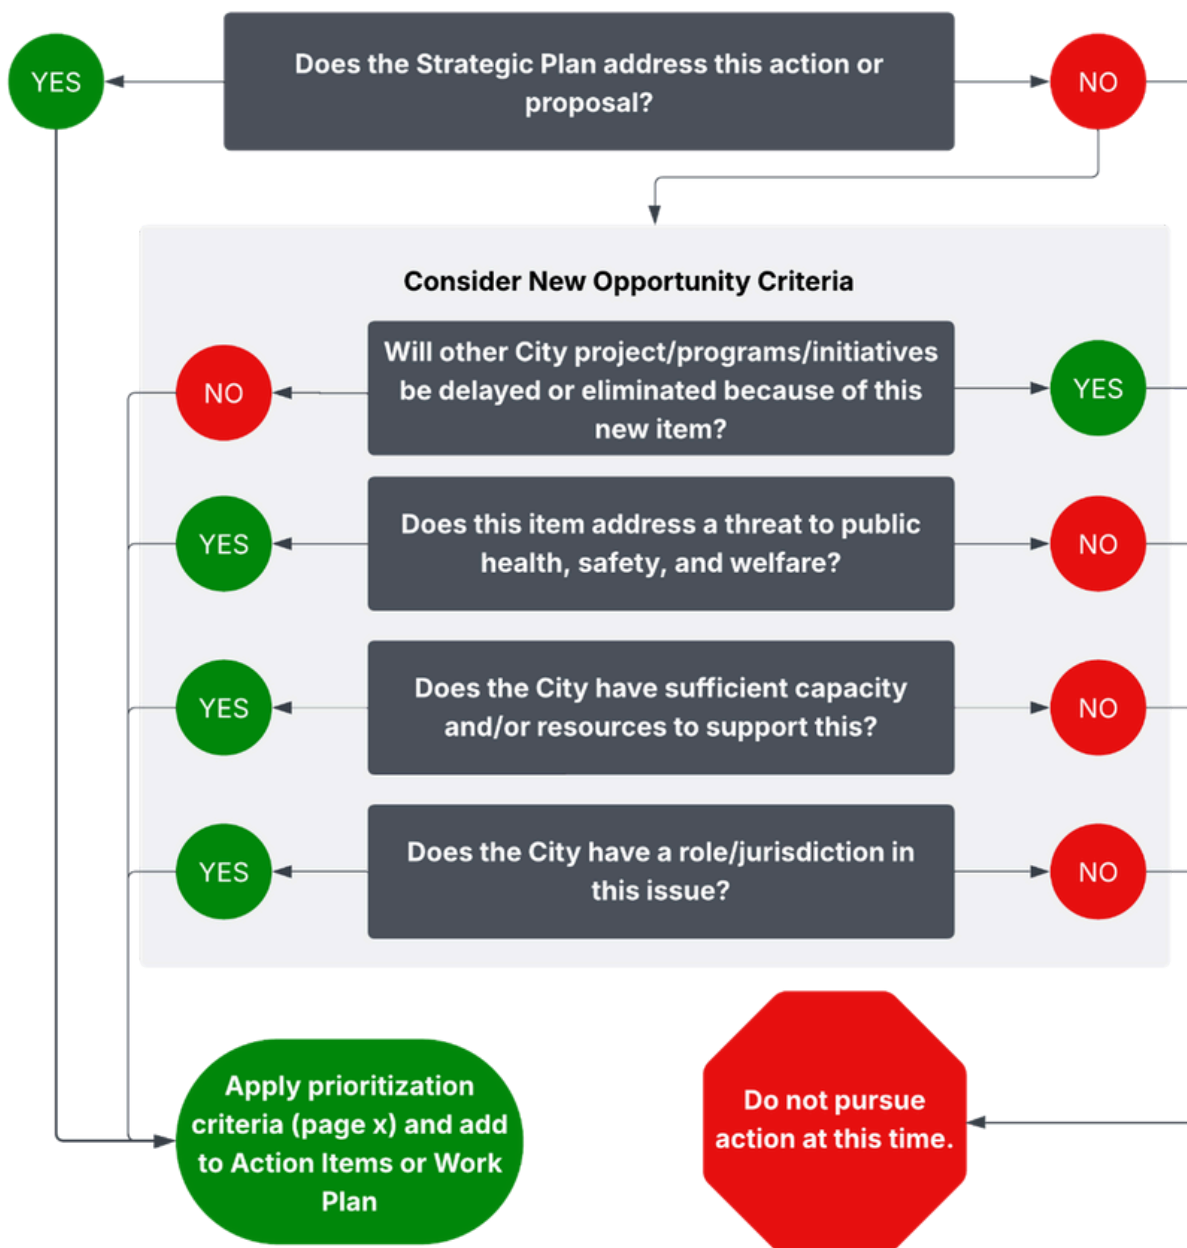 Does the Strategic Plan address this action or
proposal?
YES
NO
Consider New Opportunity Criteria
Will other City project/programs/initiatives
be delayed or eliminated because of this
new item?
NO
YES
Does this item address a threat to public
health, safety, and welfare?
YES
NO
Does the City have sufficient capacity
and/or resources to support this?
YES
NO
Does the City have a role/jurisdiction in
this issue?
YES
NO
Apply prioritization
criteria (page x) and add
to Action Items or Work
Plan
Do not pursue
action at this time.